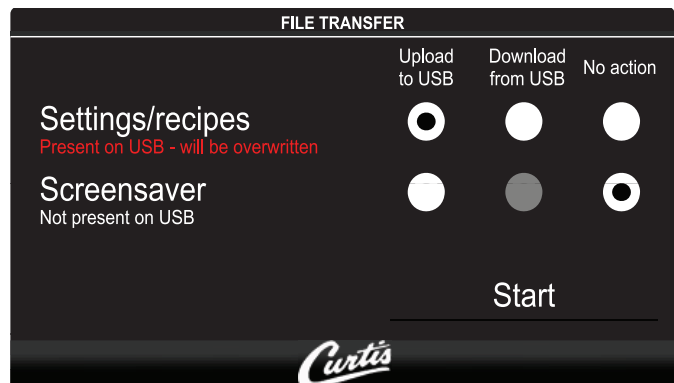 FILE TRANSFER
Upload
to USB
Download
from USB
No action
Settings/recipes
Present on USB - will be overwritten
Screensaver
Not present on USB
Start
Curtis